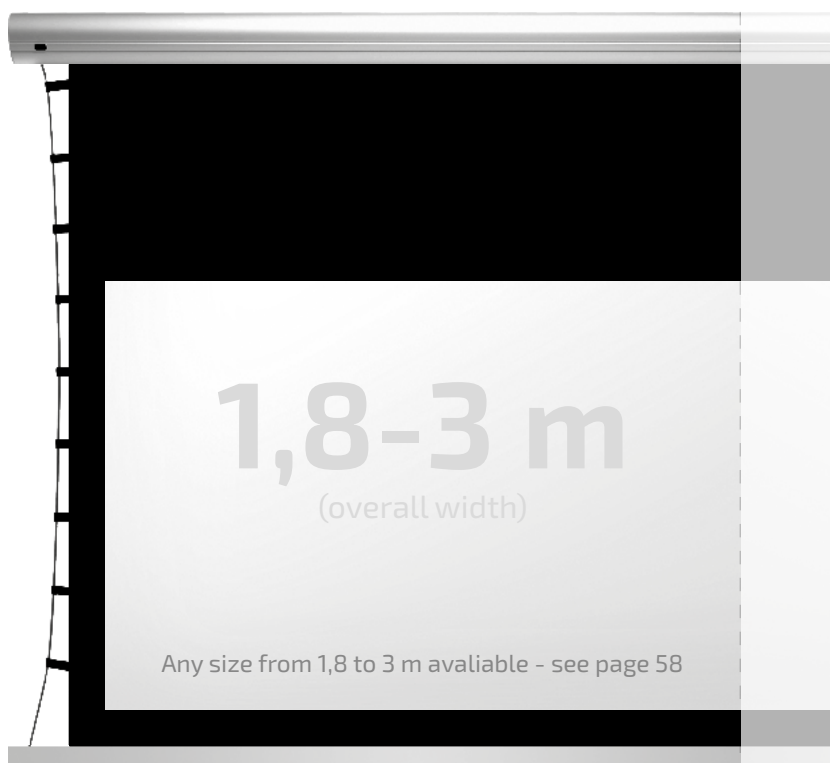 1,8-3 m
(overall width)
Any size from 1,8 to 3 m avaliable - see page 58